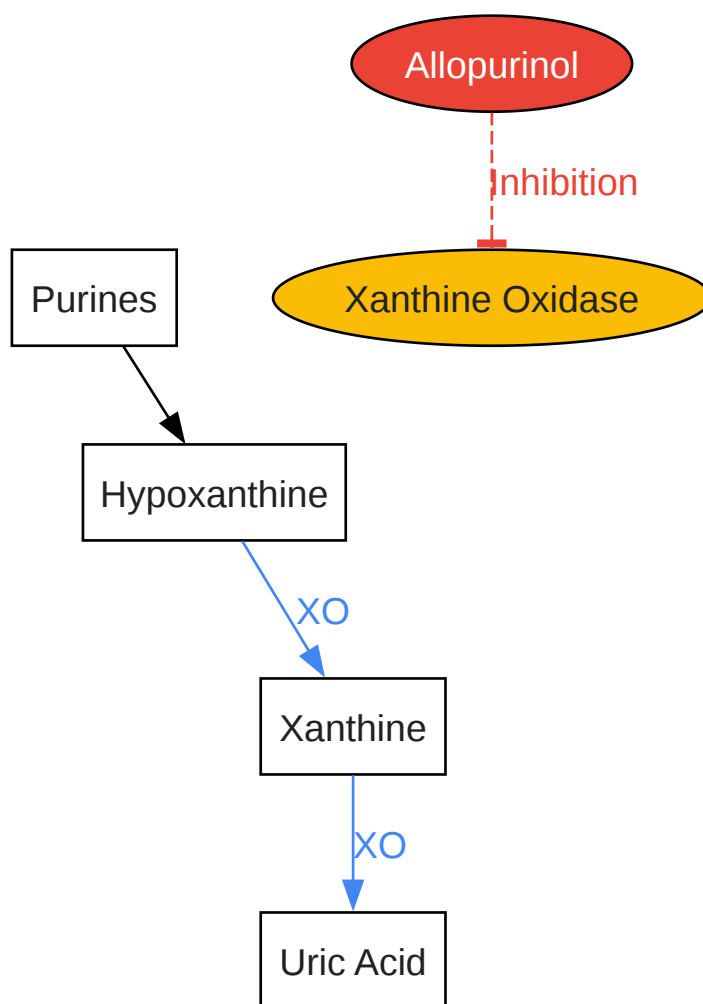 Allopurinol
Inhibition
Purines
Xanthine Oxidase
Hypoxanthine
XO
Xanthine
XO
Uric Acid